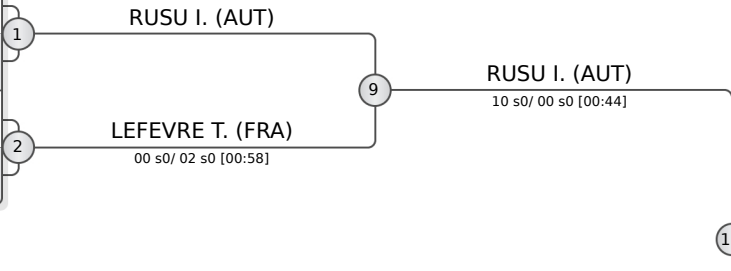 RUSU I. (AUT)
1
9
RUSU I. (AUT)
10 s0/ 00 s0 [00:44]
LEFEVRE T. (FRA)
2
00 s0/ 02 s0 [00:58]